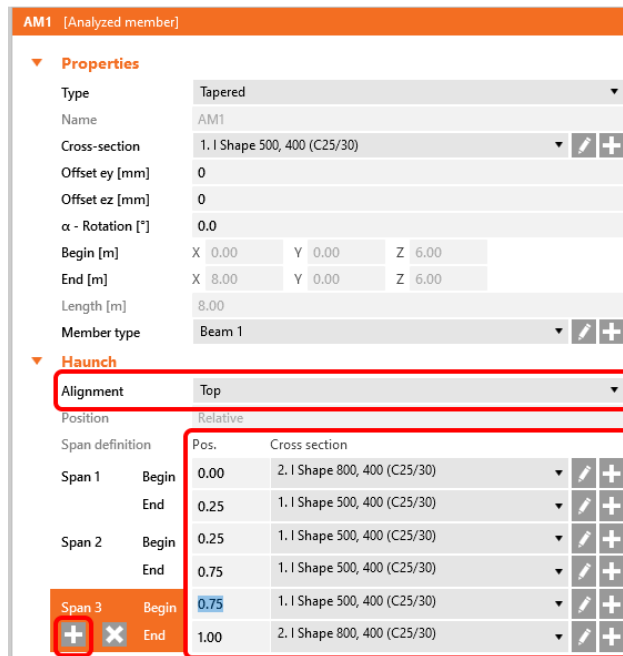 AM1 [Analyzed member]
Properties
Type Tapered
Name AM1
Cross-section 1. I Shape 500, 400 (C25/30)
Offset ey [mm] 0
Offset ez [mm] 0
α - Rotation [°] 0.0
Begin [m] X 0.00 Y 0.00 Z 6.00
End [m] X 8.00 Y 0.00 Z 6.00
Length [m] 8.00
Member type Beam 1
Haunch
Alignment Top
Position Relative
Span definition Pos. Cross section
Span 1 Begin 0.00 2. I Shape 800, 400 (C25/30)
End 0.25 1. I Shape 500, 400 (C25/30)
Span 2 Begin 0.25 1. I Shape 500, 400 (C25/30)
End 0.75 1. I Shape 500, 400 (C25/30)
Span 3 Begin 0.75 1. I Shape 500, 400 (C25/30)
End 1.00 2. I Shape 800, 400 (C25/30)